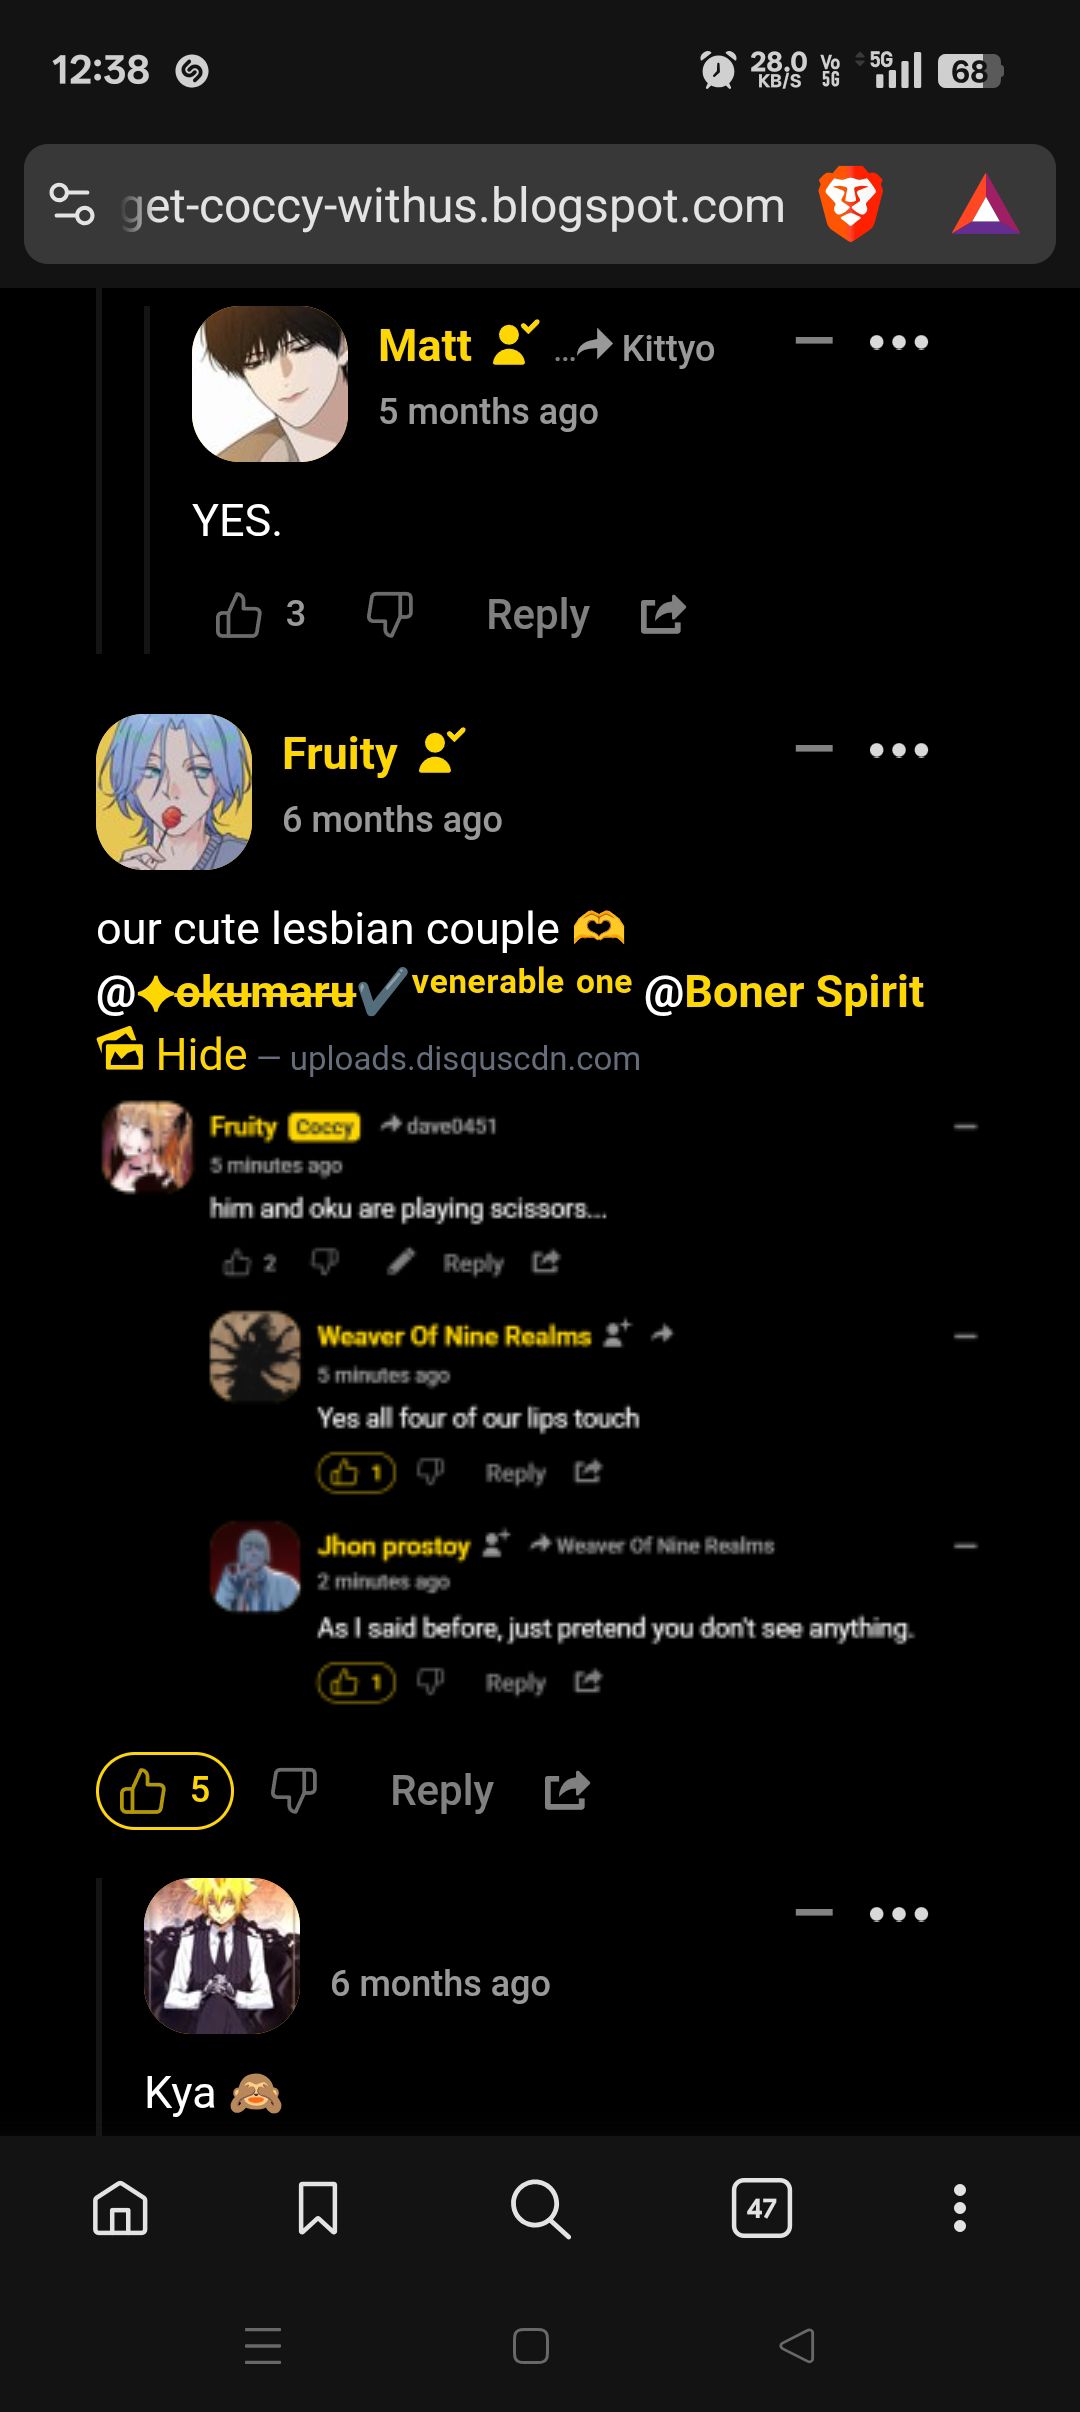 12:38
28.0
KB/S
Vo
5G
5G
68
get-coccy-withus.blogspot.com
Matt ... Kittyo
5 months ago
YES.
3 Reply
Fruity
6 months ago
our cute lesbian couple 🫶
@✦okumaru✔venerable one @Boner Spirit
Hide — uploads.disquscdn.com
Fruity Coccy dave0451
5 minutes ago
him and oku are playing scissors...
2 Reply
Weaver Of Nine Realms
5 minutes ago
Yes all four of our lips touch
1 Reply
Jhon prostoy Weaver Of Nine Realms
2 minutes ago
As I said before, just pretend you don't see anything.
1 Reply
5 Reply
6 months ago
Kya 🙈
47